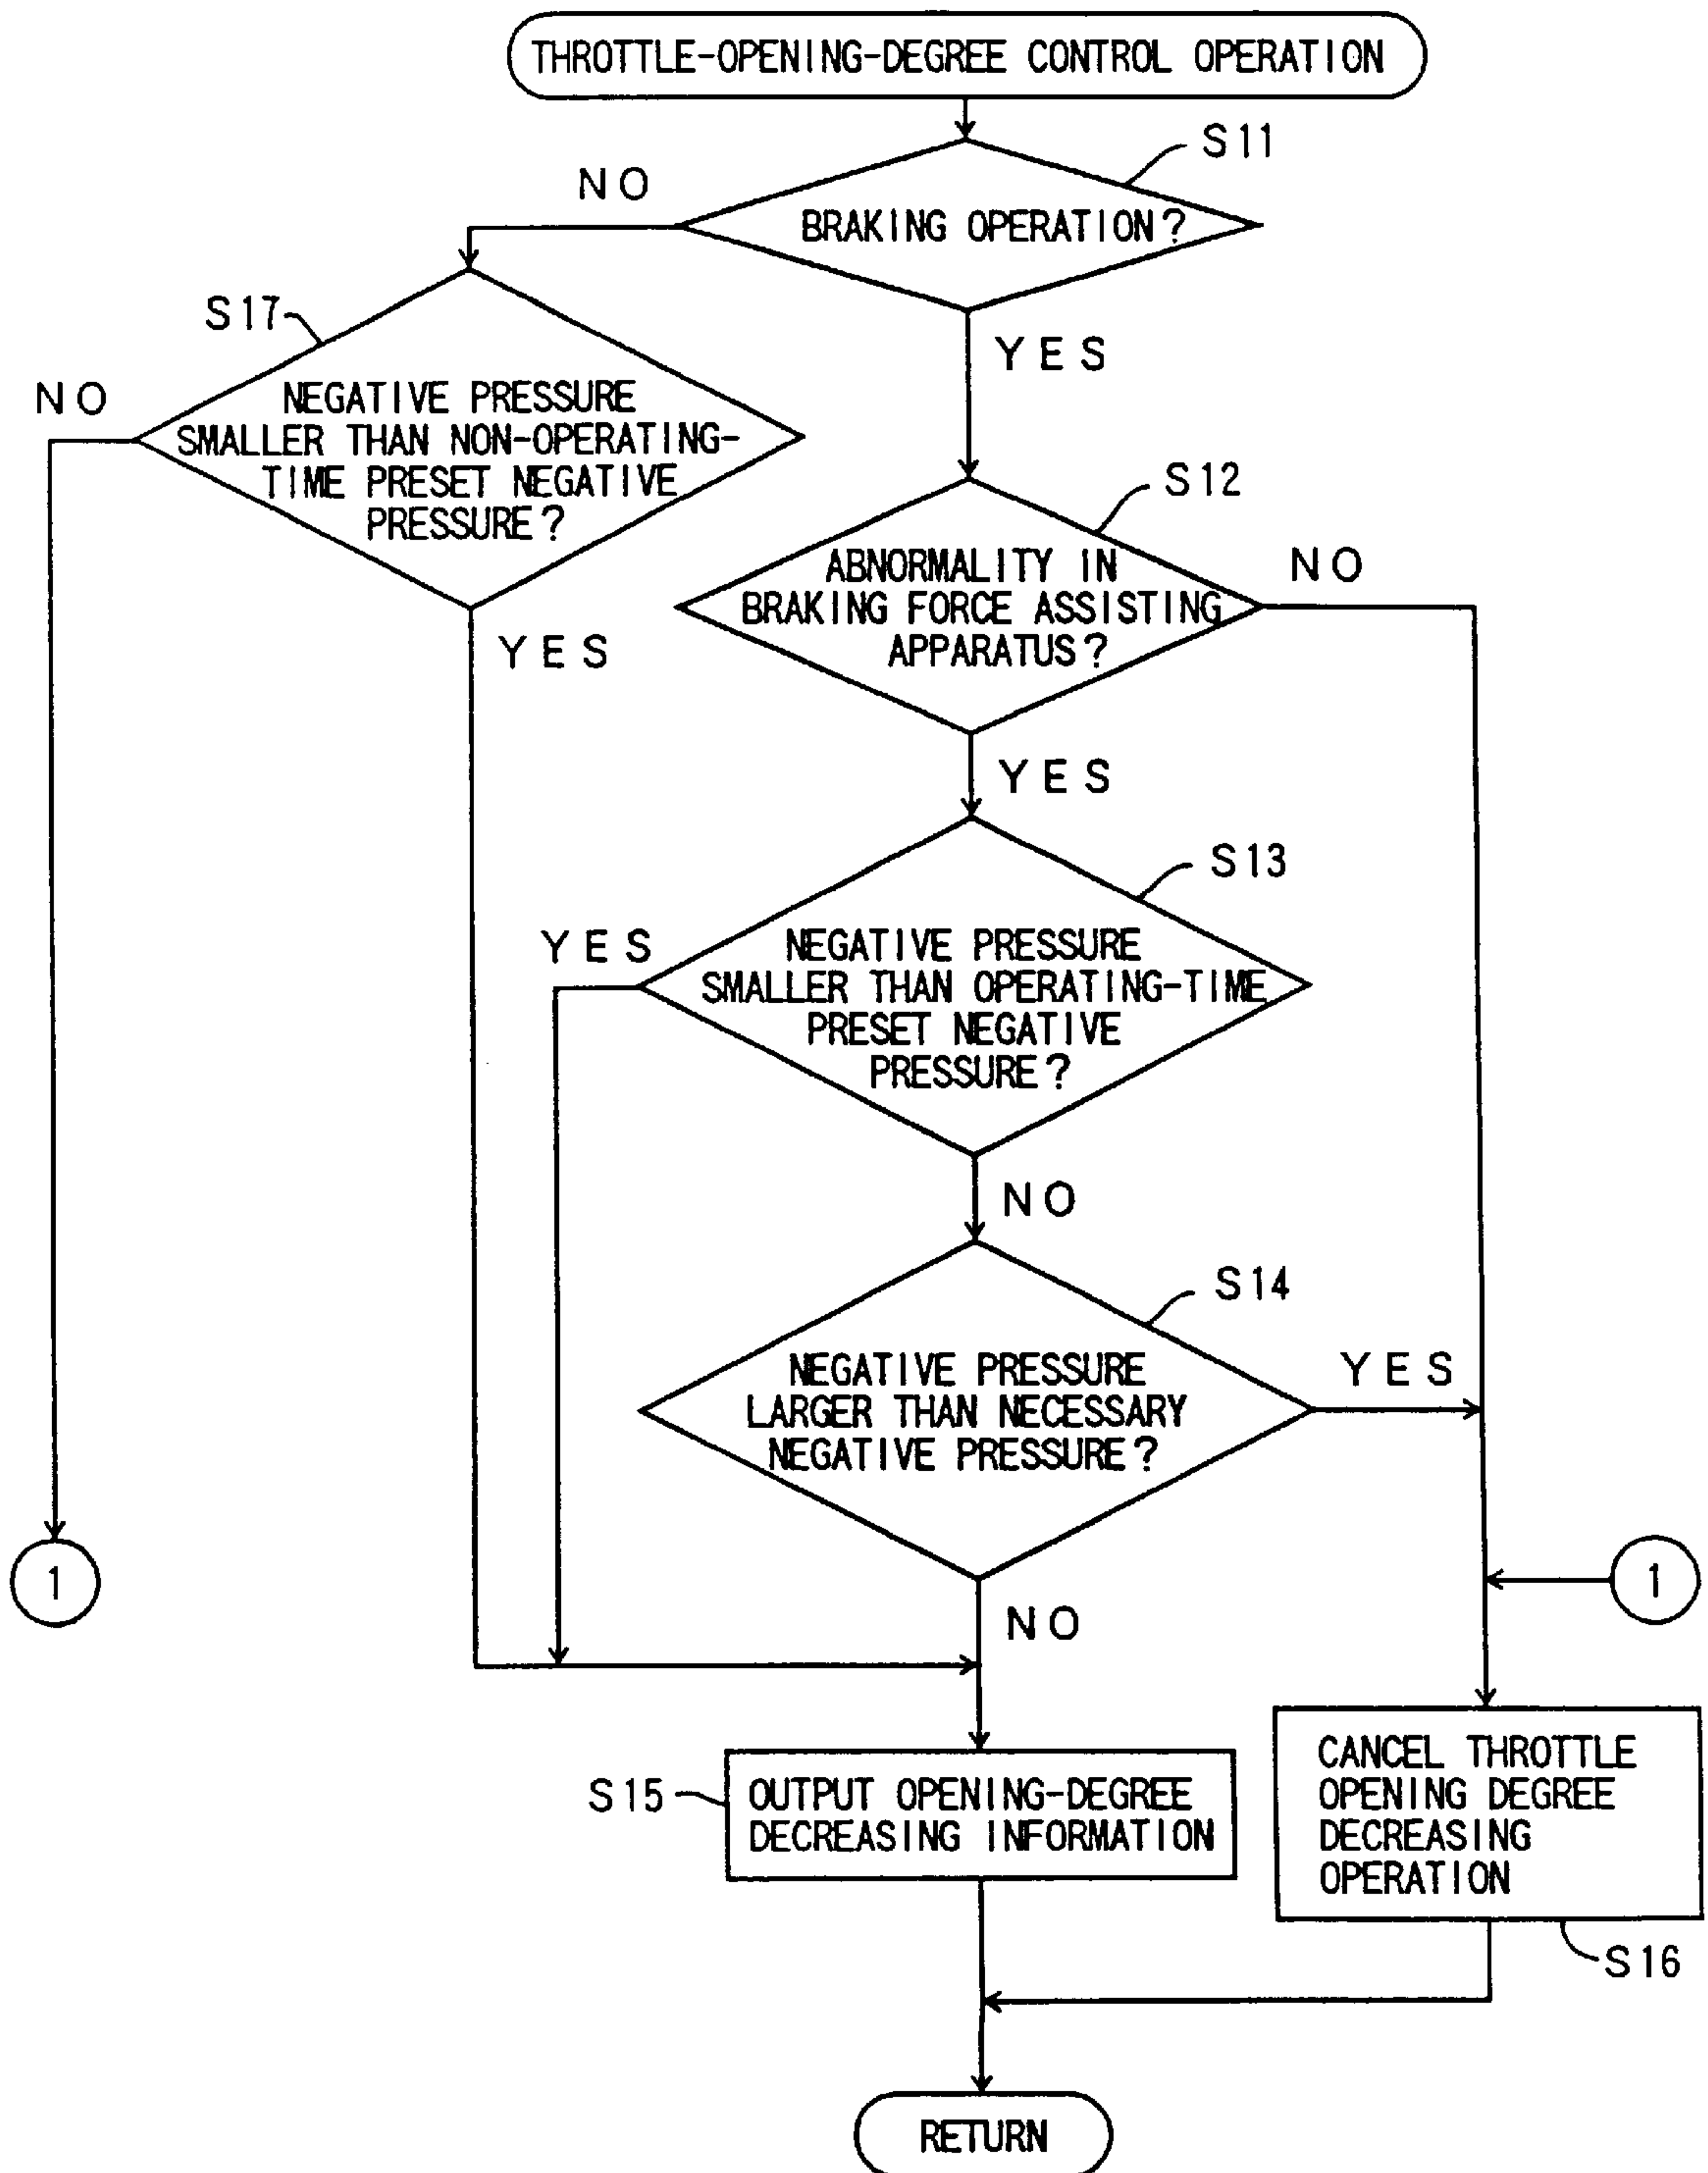 THROTTLE-OPENING-DEGREE CONTROL OPERATION
S11
NO
BRAKING OPERATION?
S17
YES
NO
NEGATIVE PRESSURE
SMALLER THAN NON-OPERATING-
TIME PRESET NEGATIVE
PRESSURE?
S12
ABNORMALITY IN
BRAKING FORCE ASSISTING
APPARATUS?
NO
YES
YES
S13
YES
NEGATIVE PRESSURE
SMALLER THAN OPERATING-TIME
PRESET NEGATIVE
PRESSURE?
NO
S14
NEGATIVE PRESSURE
LARGER THAN NECESSARY
NEGATIVE PRESSURE?
YES
1
1
NO
S15
OUTPUT OPENING-DEGREE
DECREASING INFORMATION
CANCEL THROTTLE
OPENING DEGREE
DECREASING
OPERATION
S16
RETURN